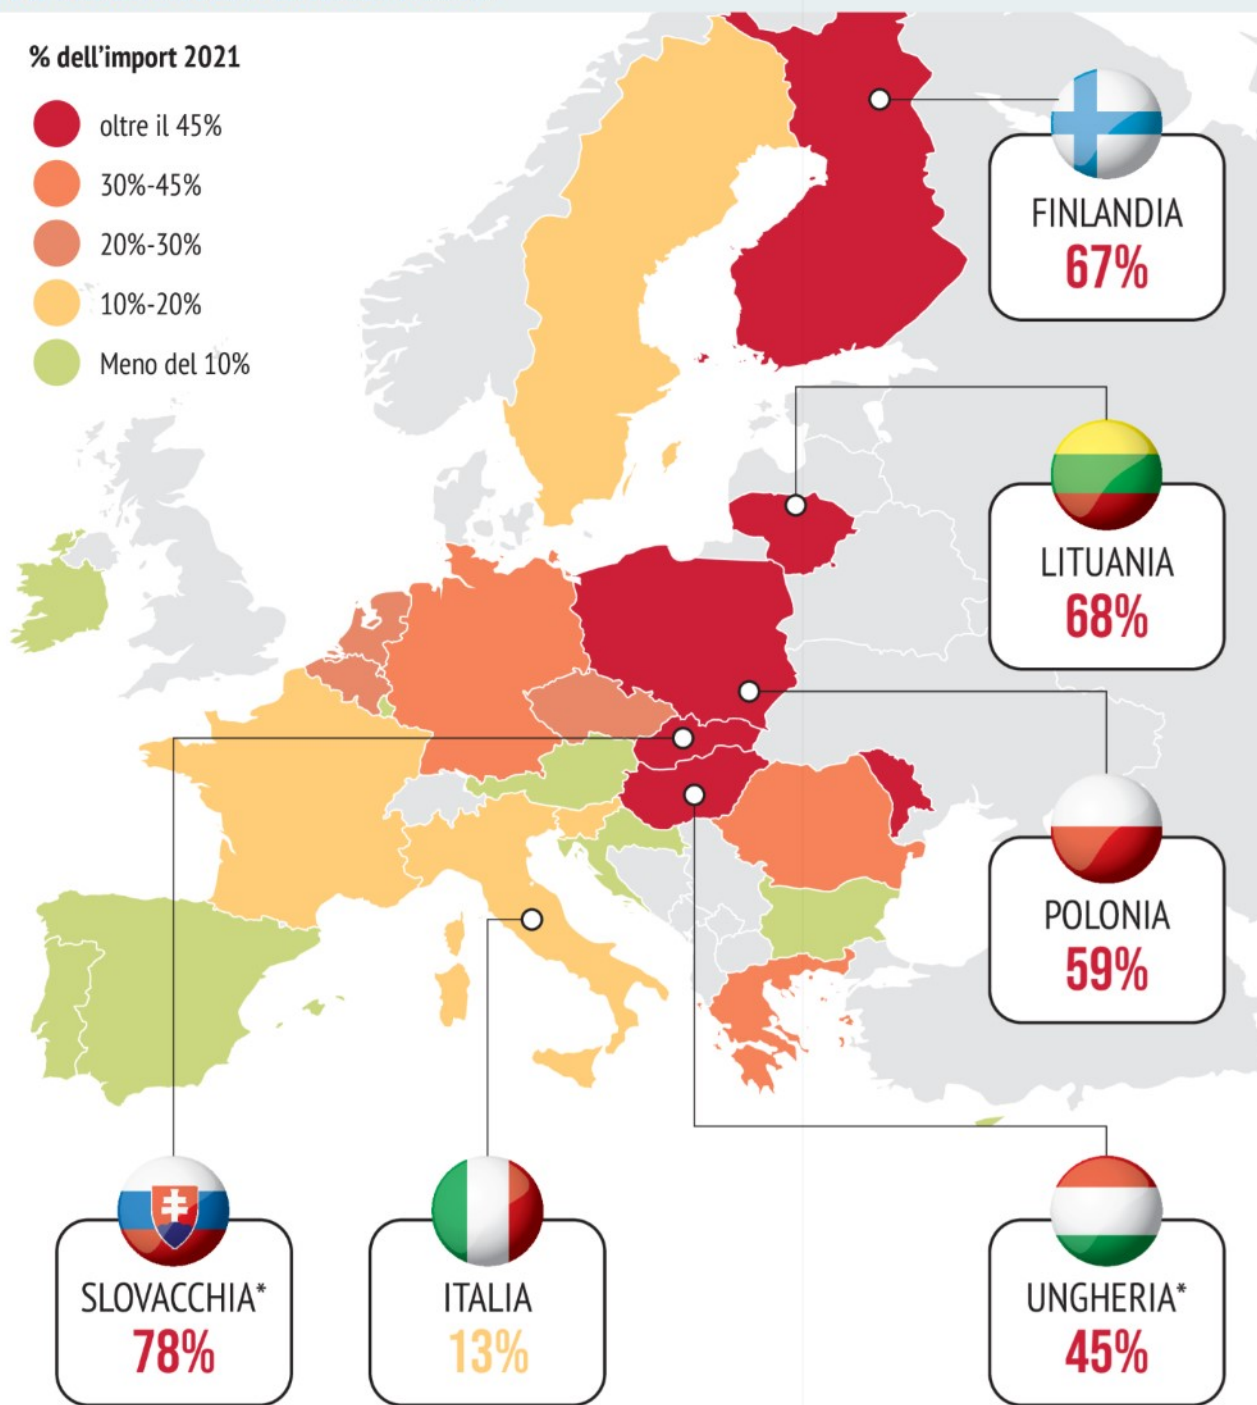 % dell'import 2021
oltre il 45%
30%-45%
20%-30%
10%-20%
Meno del 10%
FINLANDIA
67%
LITUANIA
68%
POLONIA
59%
SLOVACCHIA*
78%
ITALIA
13%
UNGHERIA*
45%